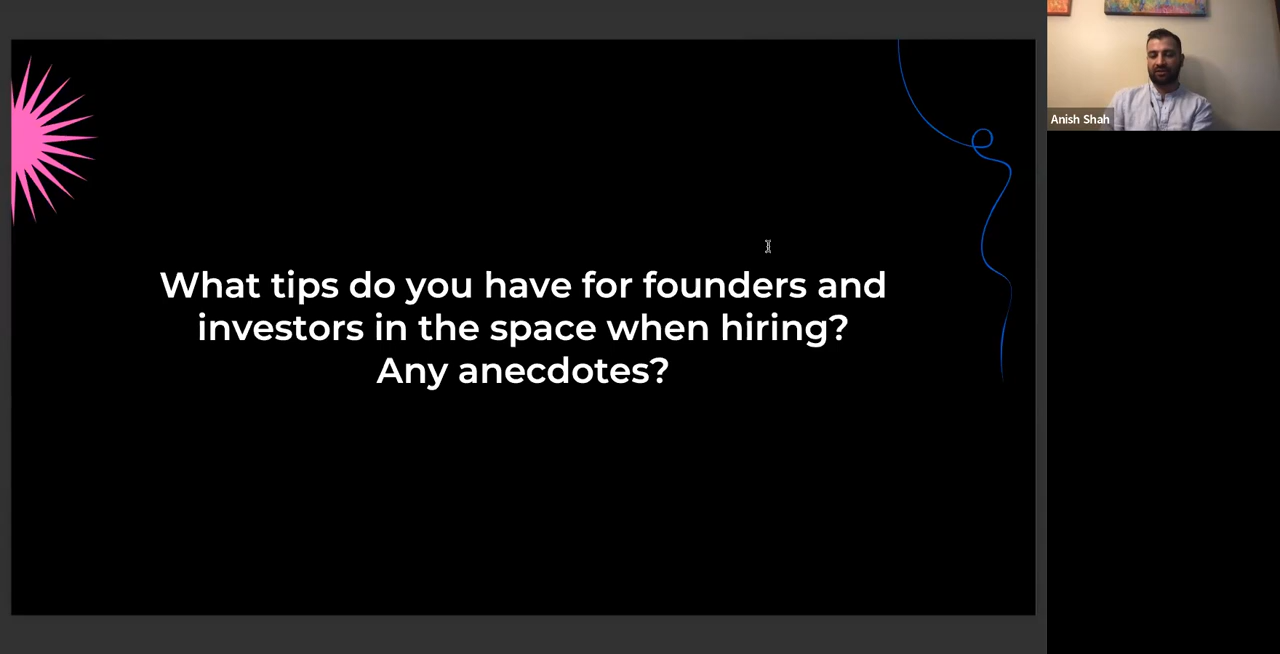 What tips do you have for founders and
investors in the space when hiring?
Any anecdotes?
Anish Shah